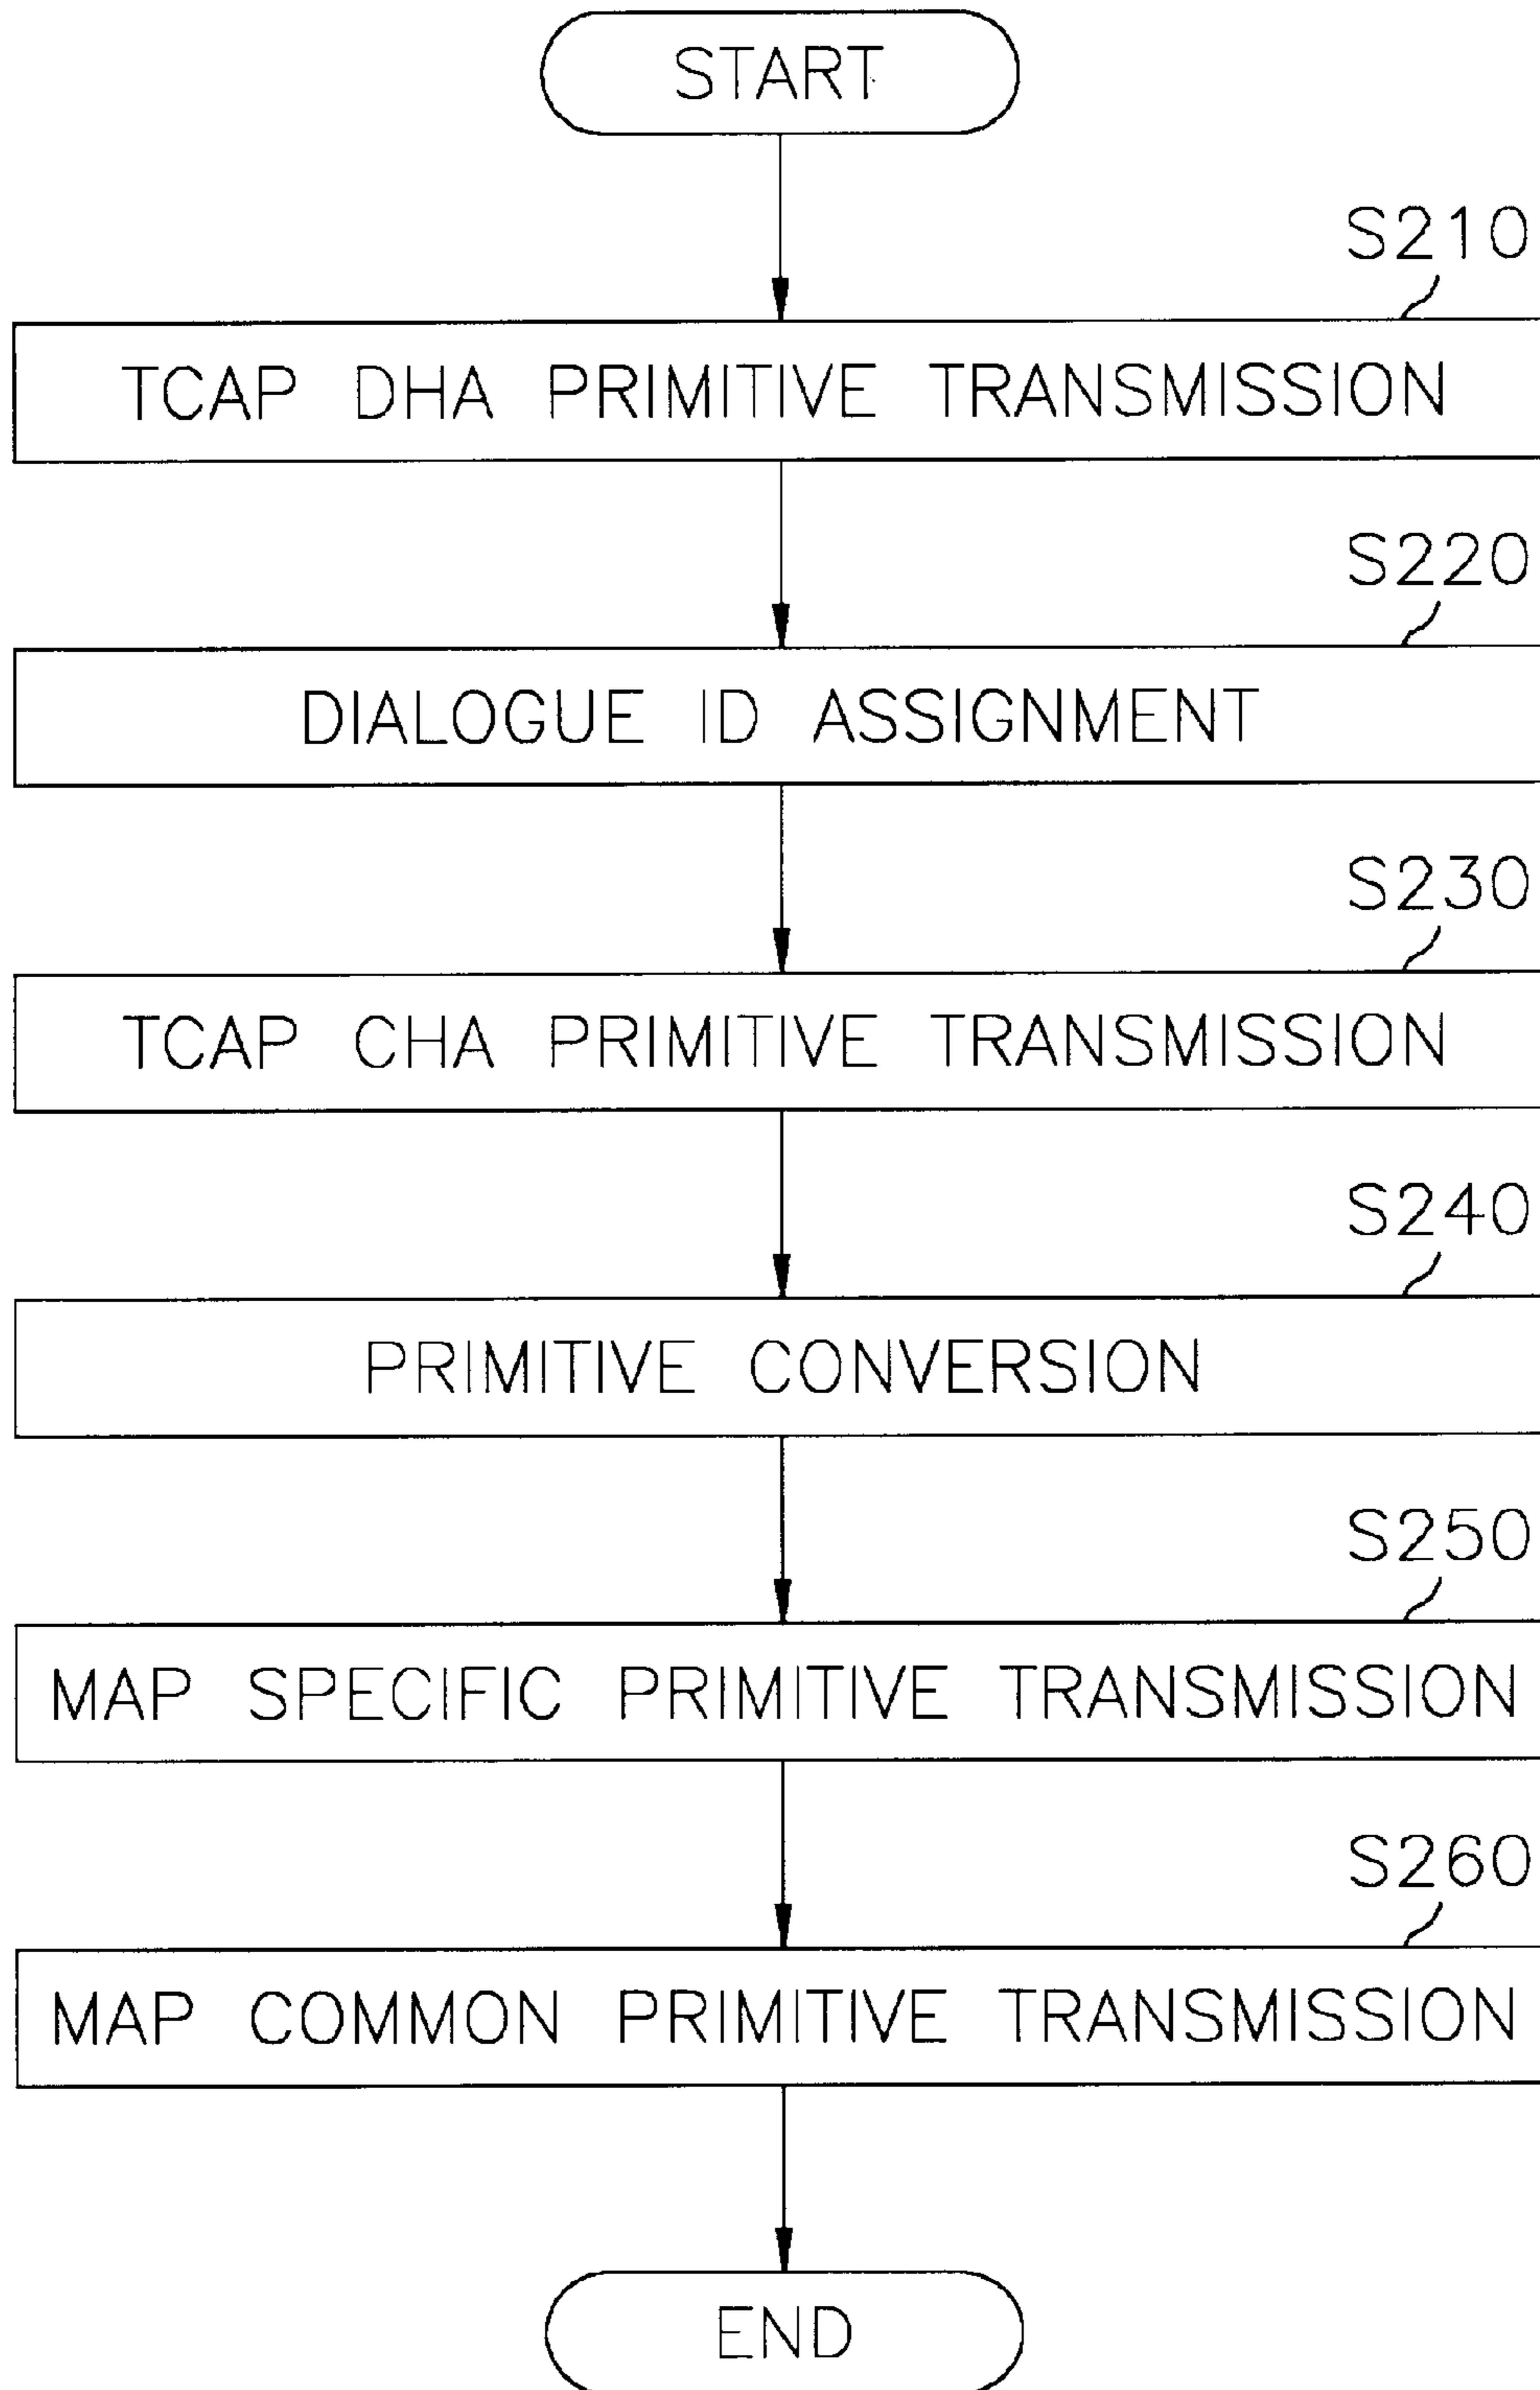 START
S210
TCAP DHA PRIMITIVE TRANSMISSION
S220
DIALOGUE ID ASSIGNMENT
S230
TCAP CHA PRIMITIVE TRANSMISSION
S240
PRIMITIVE CONVERSION
S250
MAP SPECIFIC PRIMITIVE TRANSMISSION
S260
MAP COMMON PRIMITIVE TRANSMISSION
END